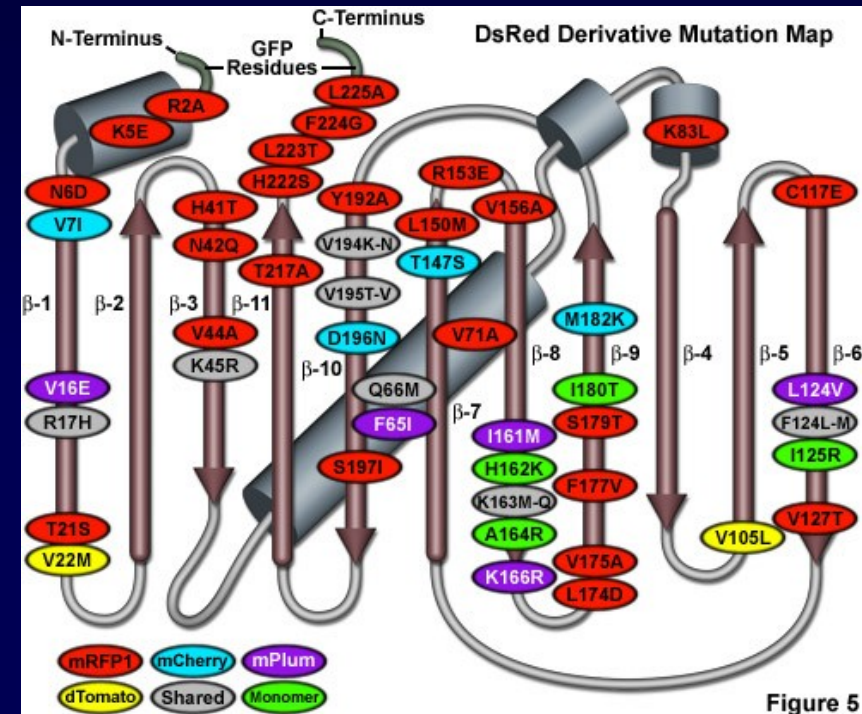 DsRed Derivative Mutation Map
N-Terminus
C-Terminus
GFP
Residues
R2A
K5E
N6D
V7I
β-1
V16E
R17H
T21S
V22M
β-2
H41T
N42Q
β-3
V44A
K45R
L225A
F224G
L223T
H222S
β-11
T217A
Y192A
V194K-N
V195T-V
D196N
β-10
Q66M
F65I
S197I
R153E
L150M
T147S
V71A
β-7
V156A
β-8
I161M
H162K
K163M-Q
A164R
K166R
M182K
β-9
I180T
S179T
F177V
V175A
L174D
K83L
β-4
β-5
V105L
C117E
β-6
L124V
F124L-M
I125R
V127T
mRFP1
mCherry
mPlum
dTomato
Shared
Monomer
Figure 5